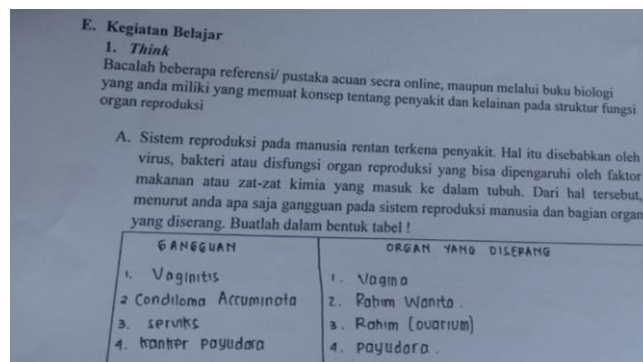 E. Kegiatan Belajar
1. Think
Bacalah beberapa referensi/ pustaka acuan secra online, maupun melalui buku biologi
yang anda miliki yang memuat konsep tentang penyakit dan kelainan pada struktur fungsi
organ reproduksi
A. Sistem reproduksi pada manusia rentan terkena penyakit. Hal itu disebabkan oleh
virus, bakteri atau disfungsi organ reproduksi yang bisa dipengaruhi oleh faktor
makanan atau zat-zat kimia yang masuk ke dalam tubuh. Dari hal tersebut,
menurut anda apa saja gangguan pada sistem reproduksi manusia dan bagian organ
yang diserang. Buatlah dalam bentuk tabel !
GANGGUAN ORGAN YANG DISERANG
1. Vaginitis 1. Vagina
2 Condiloma Accuminota 2. Rahim Wanita.
3. serviks 3. Rahim (ovarium)
4. kanker payudara 4. payudara.